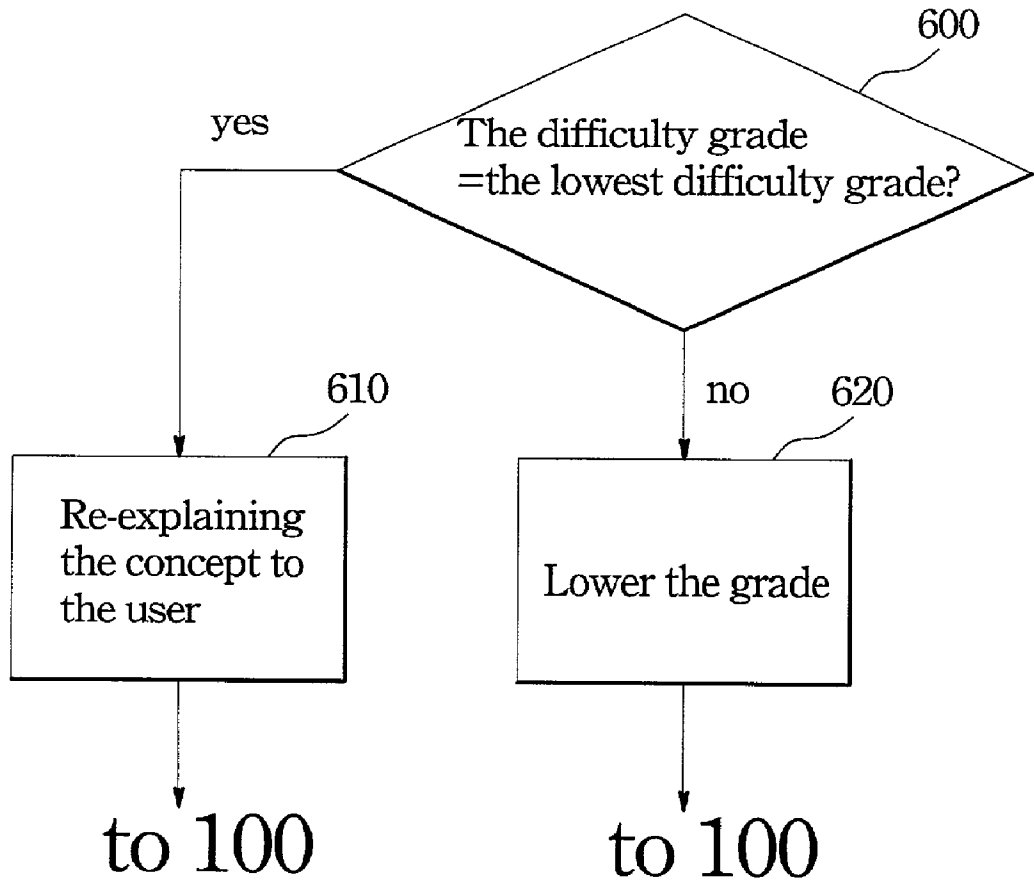 600
yes
The difficulty grade
=the lowest difficulty grade?
610
no
620
Re-explaining
the concept to
the user
Lower the grade
to 100
to 100